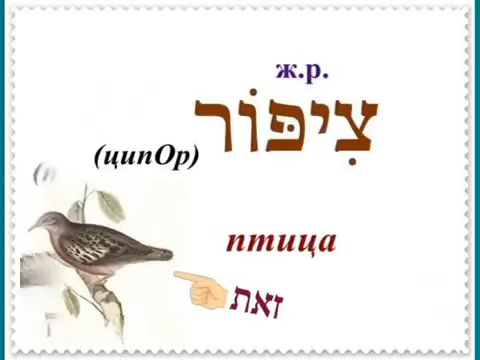 ж.р.
צִיפּוֹר
(ципОр)
птица
זאת